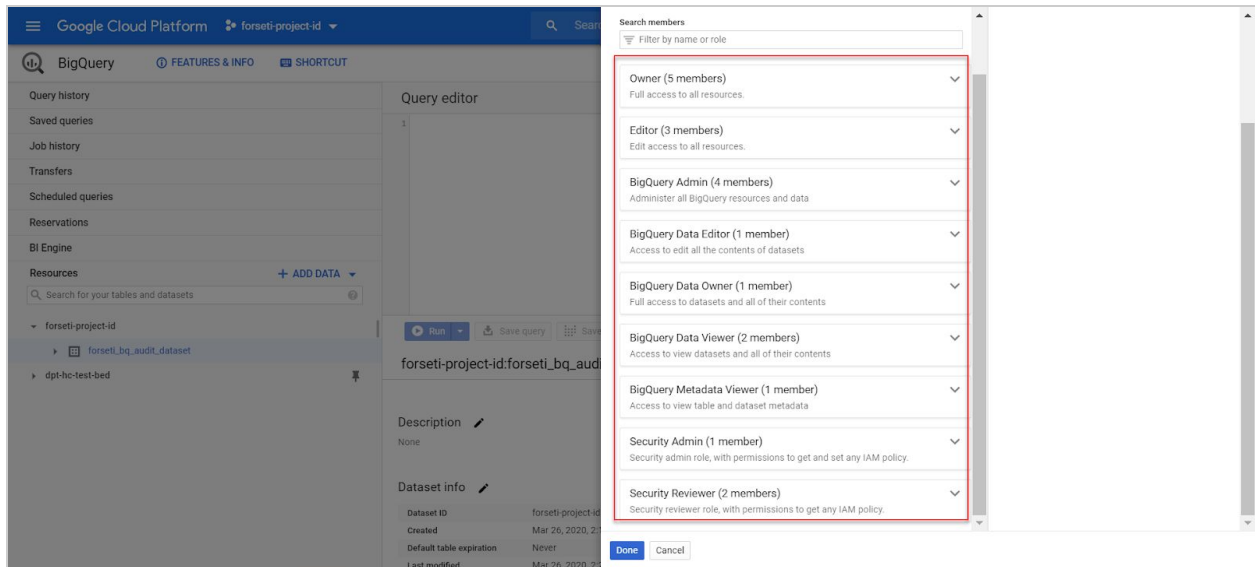 Google Cloud Platform
forseti-project-id
BigQuery
FEATURES & INFO
SHORTCUT
Query history
Saved queries
Job history
Transfers
Scheduled queries
Reservations
BI Engine
Resources
+ ADD DATA
Search for your tables and datasets
forseti-project-id
forseti_bq_audit_dataset
dpt-hc-test-bed
Query editor
1
Run
Save query
Save
forseti-project-id:forseti_bq_audi
Description
None
Dataset info
Dataset ID forseti-project-id
Created Mar 26, 2020, 2:
Default table expiration Never
Last modified Mar 26, 2020, 2:
Search members
Filter by name or role
Owner (5 members)
Full access to all resources.
Editor (3 members)
Edit access to all resources.
BigQuery Admin (4 members)
Administer all BigQuery resources and data
BigQuery Data Editor (1 member)
Access to edit all the contents of datasets
BigQuery Data Owner (1 member)
Full access to datasets and all of their contents
BigQuery Data Viewer (2 members)
Access to view datasets and all of their contents
BigQuery Metadata Viewer (1 member)
Access to view table and dataset metadata
Security Admin (1 member)
Security admin role, with permissions to get and set any IAM policy.
Security Reviewer (2 members)
Security reviewer role, with permissions to get any IAM policy.
Done
Cancel